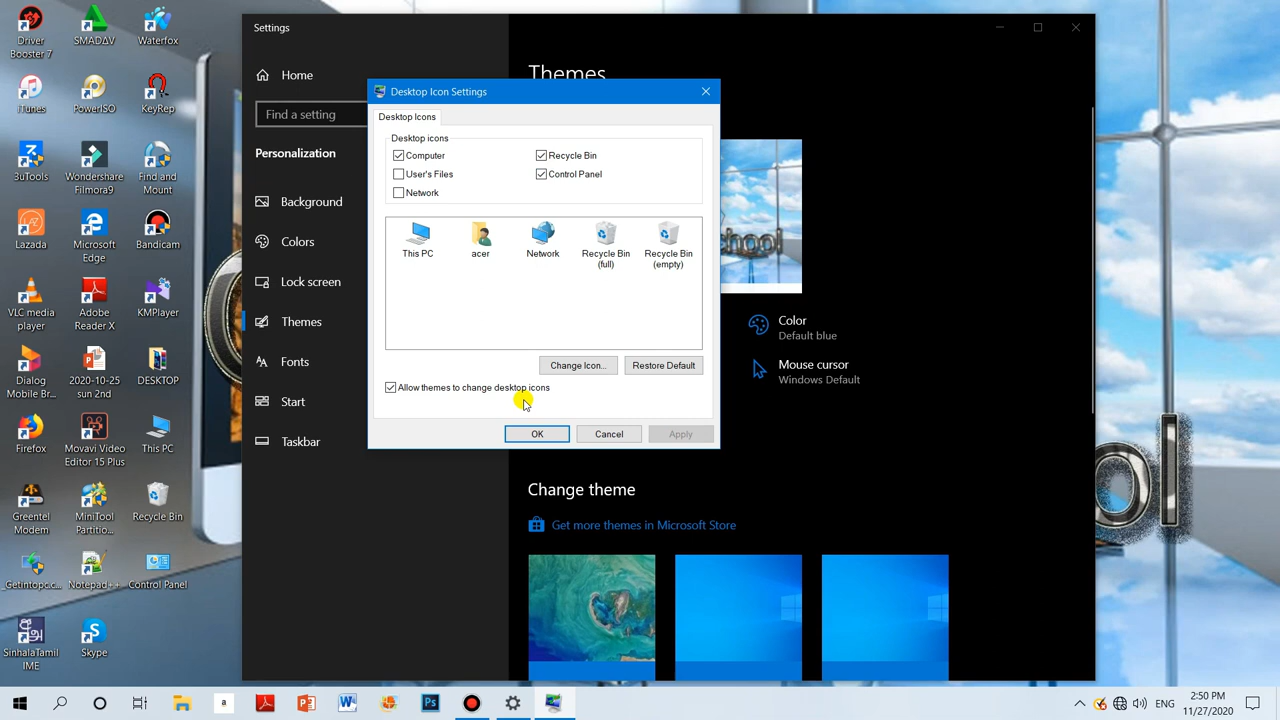 Driver
Booster 7
SMADΔV
Waterfox
iTunes
PowerISO
KeyRep
3uTools
Wondershare
Filmora9
Find and
Mount
Lazada
Microsoft
Edge
Bandicam
VLC media
player
Adobe
Reader X
KMPlayer
Dialog
Mobile Br...
2020-10-25
sun 2nd
DESKTOP
Firefox
Movavi Video
Editor 15 Plus
This PC
Greentel
Modem
MiniTool
Partitio...
Recycle Bin
_Getintopc.c...
Notepad++
Control Panel
SinhalaTamil
IME
Skype
Settings
Home
Find a setting
Personalization
Background
Colors
Lock screen
Themes
Fonts
Start
Taskbar
Themes
Desktop Icon Settings
Desktop Icons
Desktop icons
Computer
Recycle Bin
User's Files
Control Panel
Network
This PC
acer
Network
Recycle Bin
(full)
Recycle Bin
(empty)
Change Icon...
Restore Default
Allow themes to change desktop icons
OK
Cancel
Apply
Color
Default blue
Mouse cursor
Windows Default
Change theme
Get more themes in Microsoft Store
ENG
2:50 PM
11/27/2020